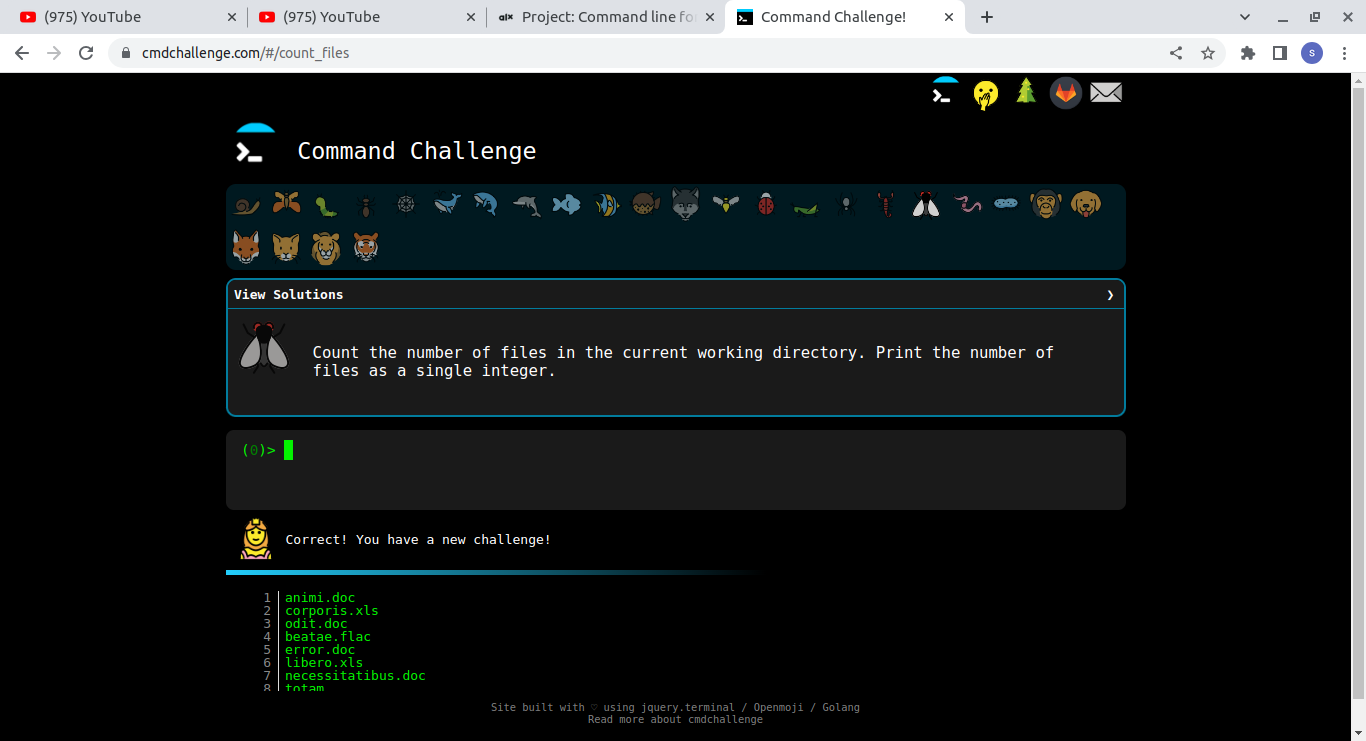 (975) YouTube
(975) YouTube
Project: Command line fo
Command Challenge!
cmdchallenge.com/#/count_files
S
Command Challenge
View Solutions
Count the number of files in the current working directory. Print the number of
files as a single integer.
(0)>
Correct! You have a new challenge!
1 animi.doc
2 corporis.xls
3 odit.doc
4 beatae.flac
5 error.doc
6 libero.xls
7 necessitatibus.doc
8 totam
Site built with ♡ using jquery.terminal / Openmoji / Golang
Read more about cmdchallenge